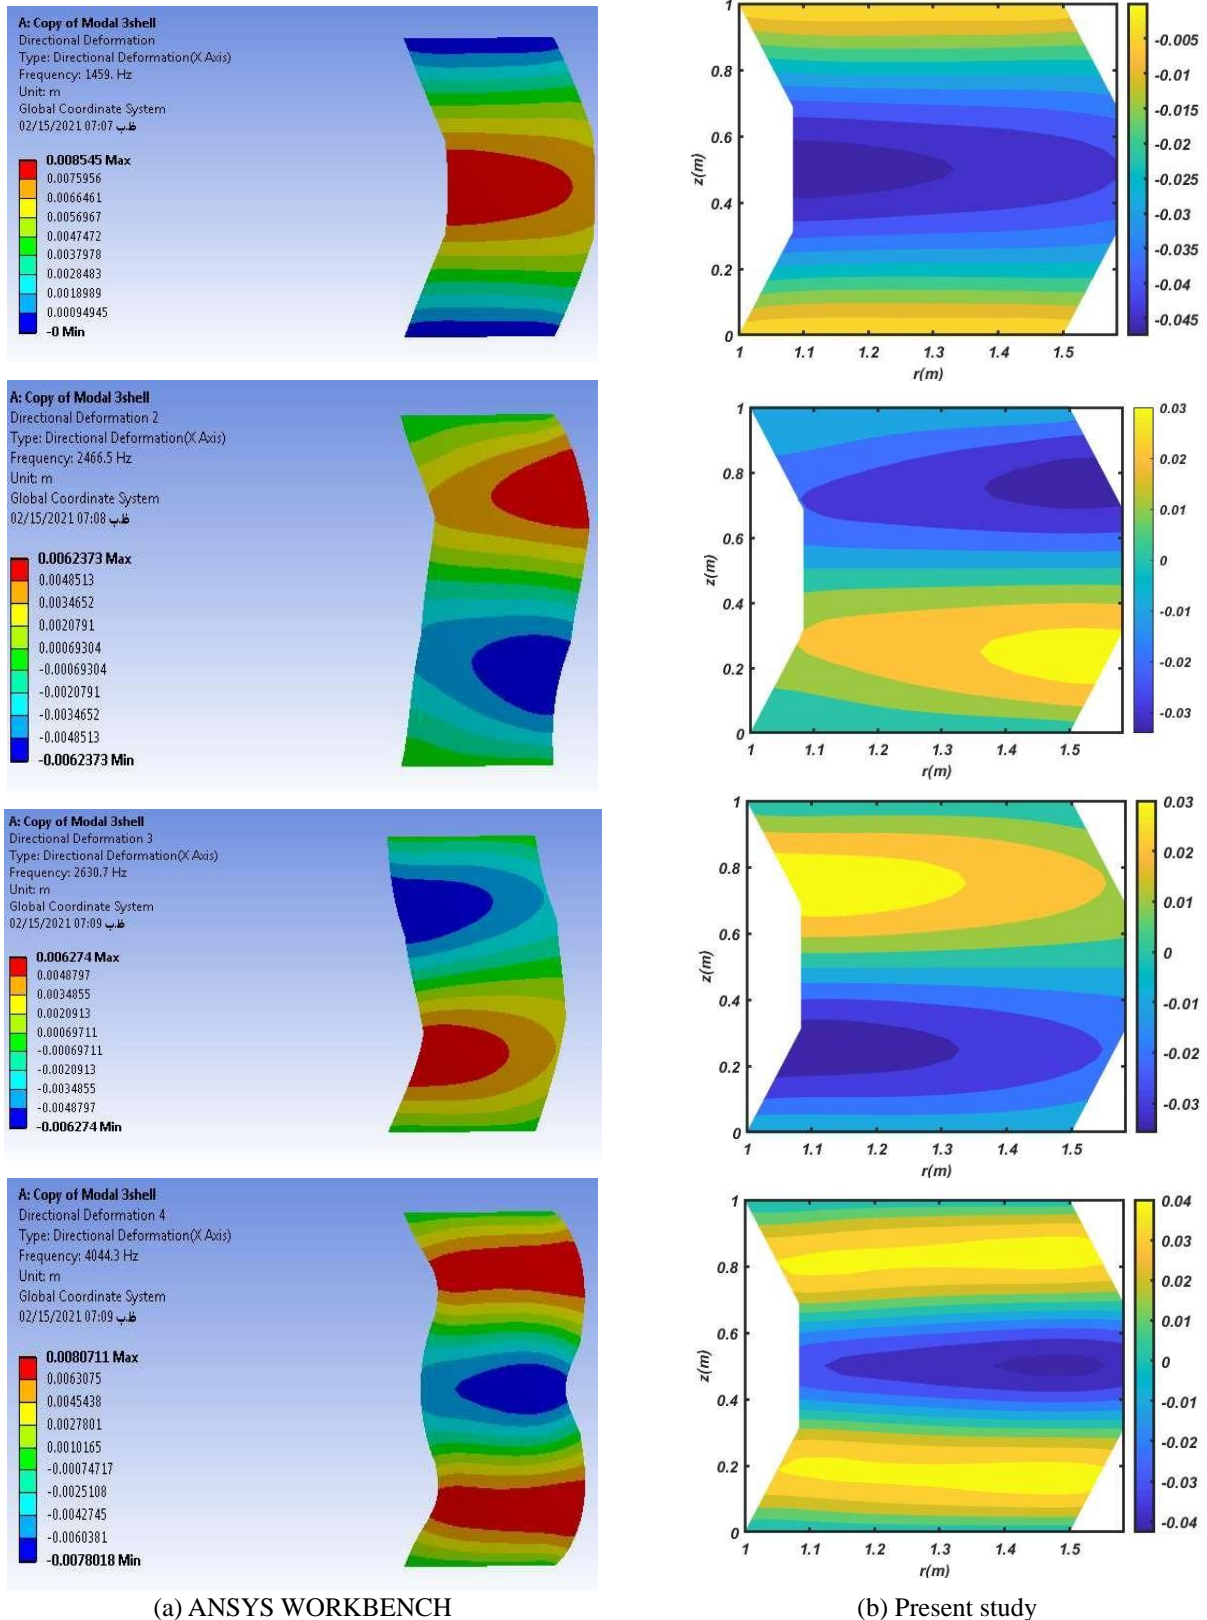 A: Copy of Modal 3shell
Directional Deformation
Type: Directional Deformation(X Axis)
Frequency: 1459. Hz
Unit: m
Global Coordinate System
02/15/2021 07:07 ظ.ب
0.008545 Max
0.0075956
0.0066461
0.0056967
0.0047472
0.0037978
0.0028483
0.0018989
0.00094945
-0 Min
1
0.8
0.6
0.4
0.2
0
z(m)
1 1.1 1.2 1.3 1.4 1.5
r(m)
-0.005
-0.01
-0.015
-0.02
-0.025
-0.03
-0.035
-0.04
-0.045
A: Copy of Modal 3shell
Directional Deformation 2
Type: Directional Deformation(X Axis)
Frequency: 2466.5 Hz
Unit: m
Global Coordinate System
02/15/2021 07:08 ظ.ب
0.0062373 Max
0.0048513
0.0034652
0.0020791
0.00069304
-0.00069304
-0.0020791
-0.0034652
-0.0048513
-0.0062373 Min
1
0.8
0.6
0.4
0.2
0
z(m)
1 1.1 1.2 1.3 1.4 1.5
r(m)
0.03
0.02
0.01
0
-0.01
-0.02
-0.03
A: Copy of Modal 3shell
Directional Deformation 3
Type: Directional Deformation(X Axis)
Frequency: 2630.7 Hz
Unit: m
Global Coordinate System
02/15/2021 07:09 ظ.ب
0.006274 Max
0.0048797
0.0034855
0.0020913
0.00069711
-0.00069711
-0.0020913
-0.0034855
-0.0048797
-0.006274 Min
1
0.8
0.6
0.4
0.2
0
z(m)
1 1.1 1.2 1.3 1.4 1.5
r(m)
0.03
0.02
0.01
0
-0.01
-0.02
-0.03
A: Copy of Modal 3shell
Directional Deformation 4
Type: Directional Deformation(X Axis)
Frequency: 4044.3 Hz
Unit: m
Global Coordinate System
02/15/2021 07:09 ظ.ب
0.0080711 Max
0.0063075
0.0045438
0.0027801
0.0010165
-0.00074717
-0.0025108
-0.0042745
-0.0060381
-0.0078018 Min
1
0.8
0.6
0.4
0.2
0
z(m)
1 1.1 1.2 1.3 1.4 1.5
r(m)
0.04
0.03
0.02
0.01
0
-0.01
-0.02
-0.03
-0.04
(a) ANSYS WORKBENCH (b) Present study